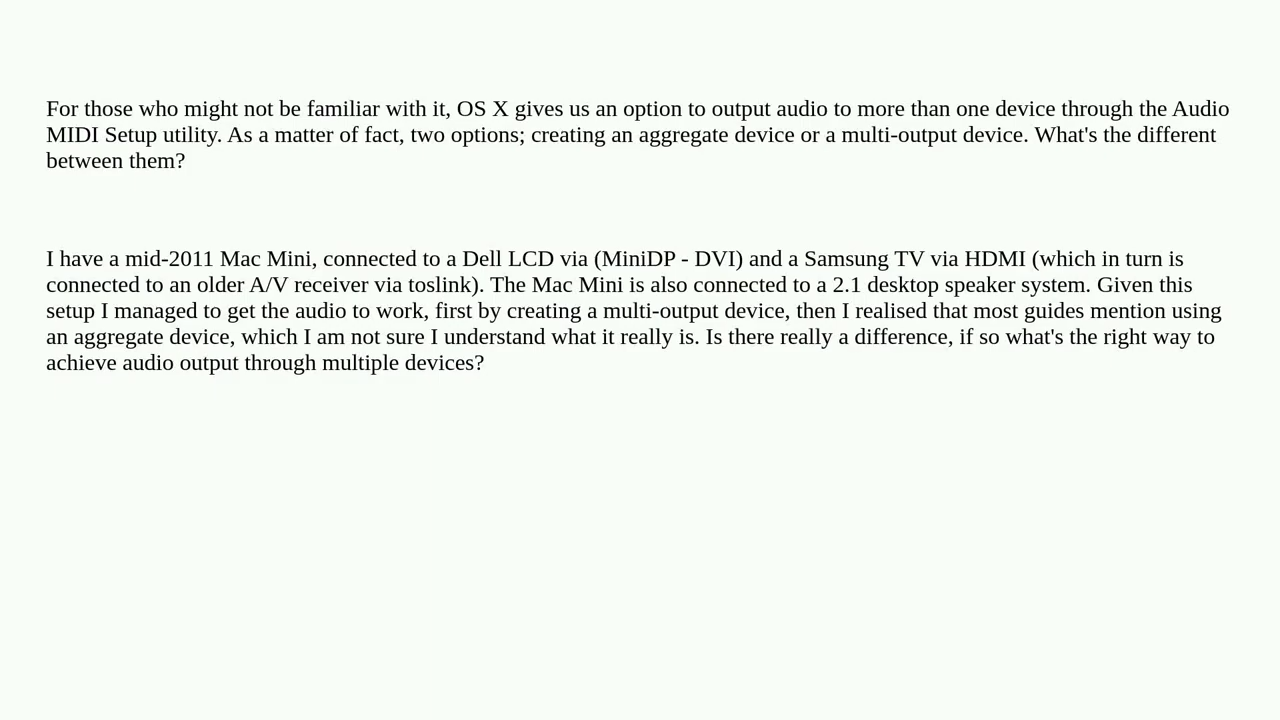 For those who might not be familiar with it, OS X gives us an option to output audio to more than one device through the Audio
MIDI Setup utility. As a matter of fact, two options; creating an aggregate device or a multi-output device. What's the different
between them?
I have a mid-2011 Mac Mini, connected to a Dell LCD via (MiniDP - DVI) and a Samsung TV via HDMI (which in turn is
connected to an older A/V receiver via toslink). The Mac Mini is also connected to a 2.1 desktop speaker system. Given this
setup I managed to get the audio to work, first by creating a multi-output device, then I realised that most guides mention using
an aggregate device, which I am not sure I understand what it really is. Is there really a difference, if so what's the right way to
achieve audio output through multiple devices?